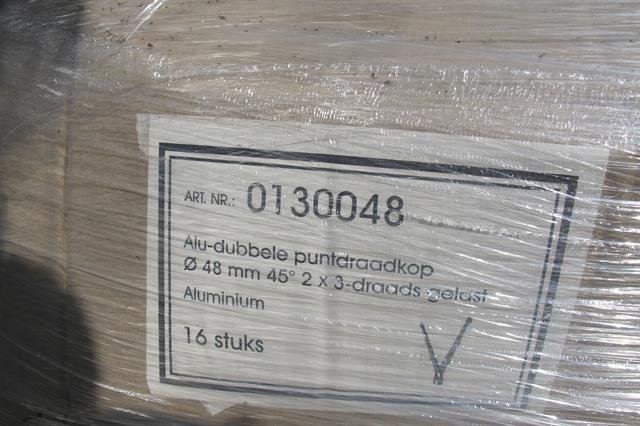 ART. NR.: 0130048
Alu-dubbele puntdraadkop
Ø 48 mm 45° 2 x 3-draads gelast
Aluminium
16 stuks
V